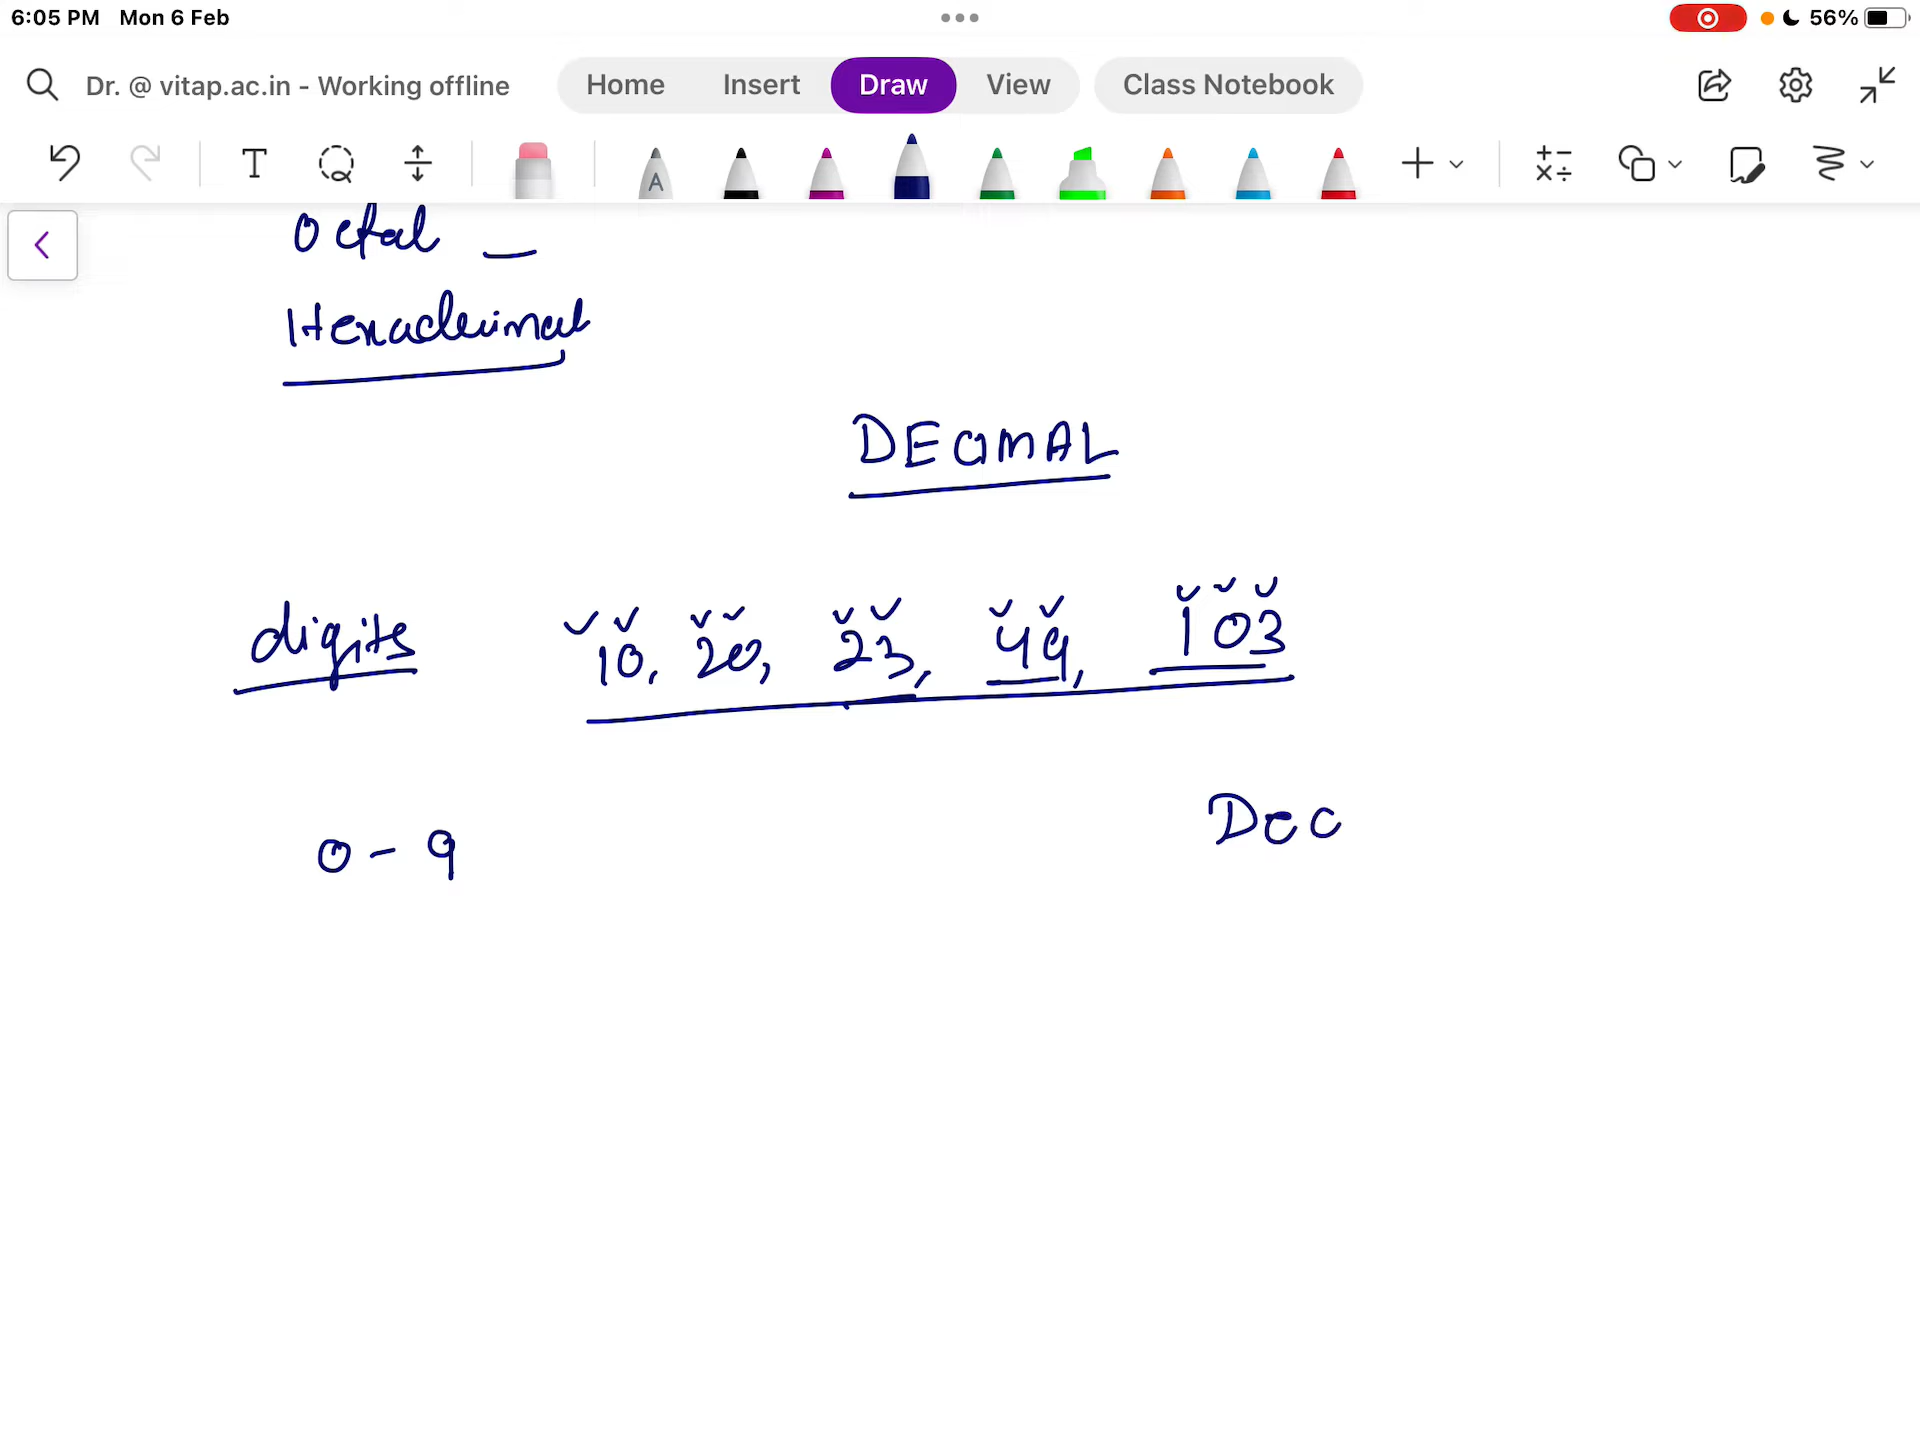 6:05 PM Mon 6 Feb 56%
Dr. @ vitap.ac.in - Working offline Home Insert Draw View Class Notebook
T A
Octal –
Hexadecimal
DECIMAL
digits 10, 20, 23, 49, 103
0 - 9 Dec